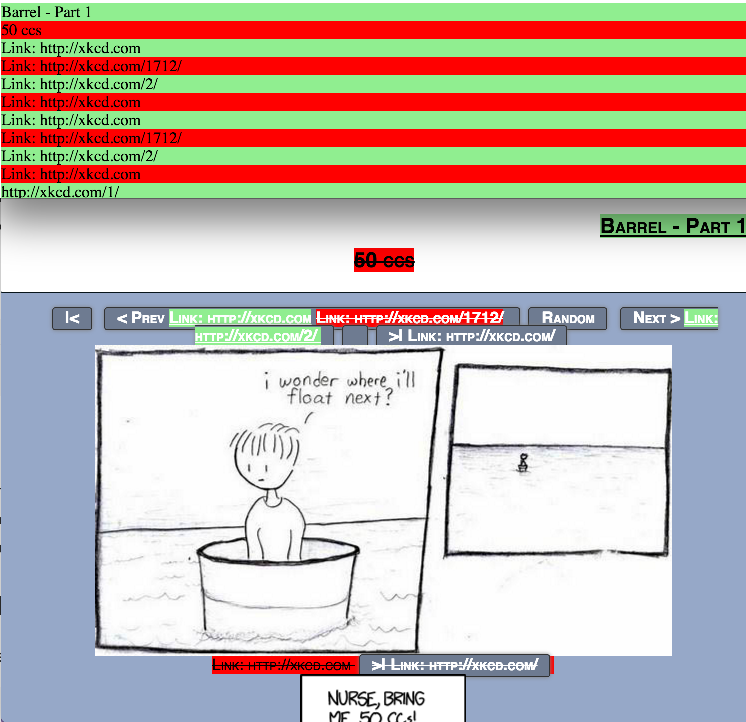 Barrel - Part 1
50 ccs
Link: http://xkcd.com
Link: http://xkcd.com/1712/
Link: http://xkcd.com/2/
Link: http://xkcd.com
Link: http://xkcd.com
Link: http://xkcd.com/1712/
Link: http://xkcd.com/2/
Link: http://xkcd.com
http://xkcd.com/1/
Barrel - Part 1
50 ccs
|< < Prev Link: http://xkcd.com Link: http://xkcd.com/1712/ Random Next > Link:
http://xkcd.com/2/ >| Link: http://xkcd.com/
i wonder where i'll
float next?
Link: http://xkcd.com >| Link: http://xkcd.com/
NURSE, BRING
ME 50 CCs!